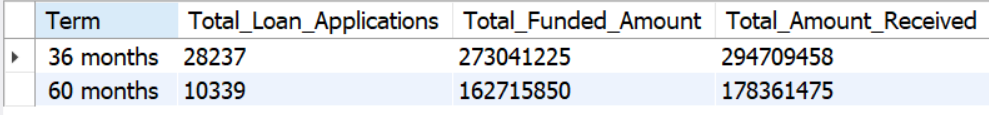 Term Total_Loan_Applications Total_Funded_Amount Total_Amount_Received
36 months 28237 273041225 294709458
60 months 10339 162715850 178361475